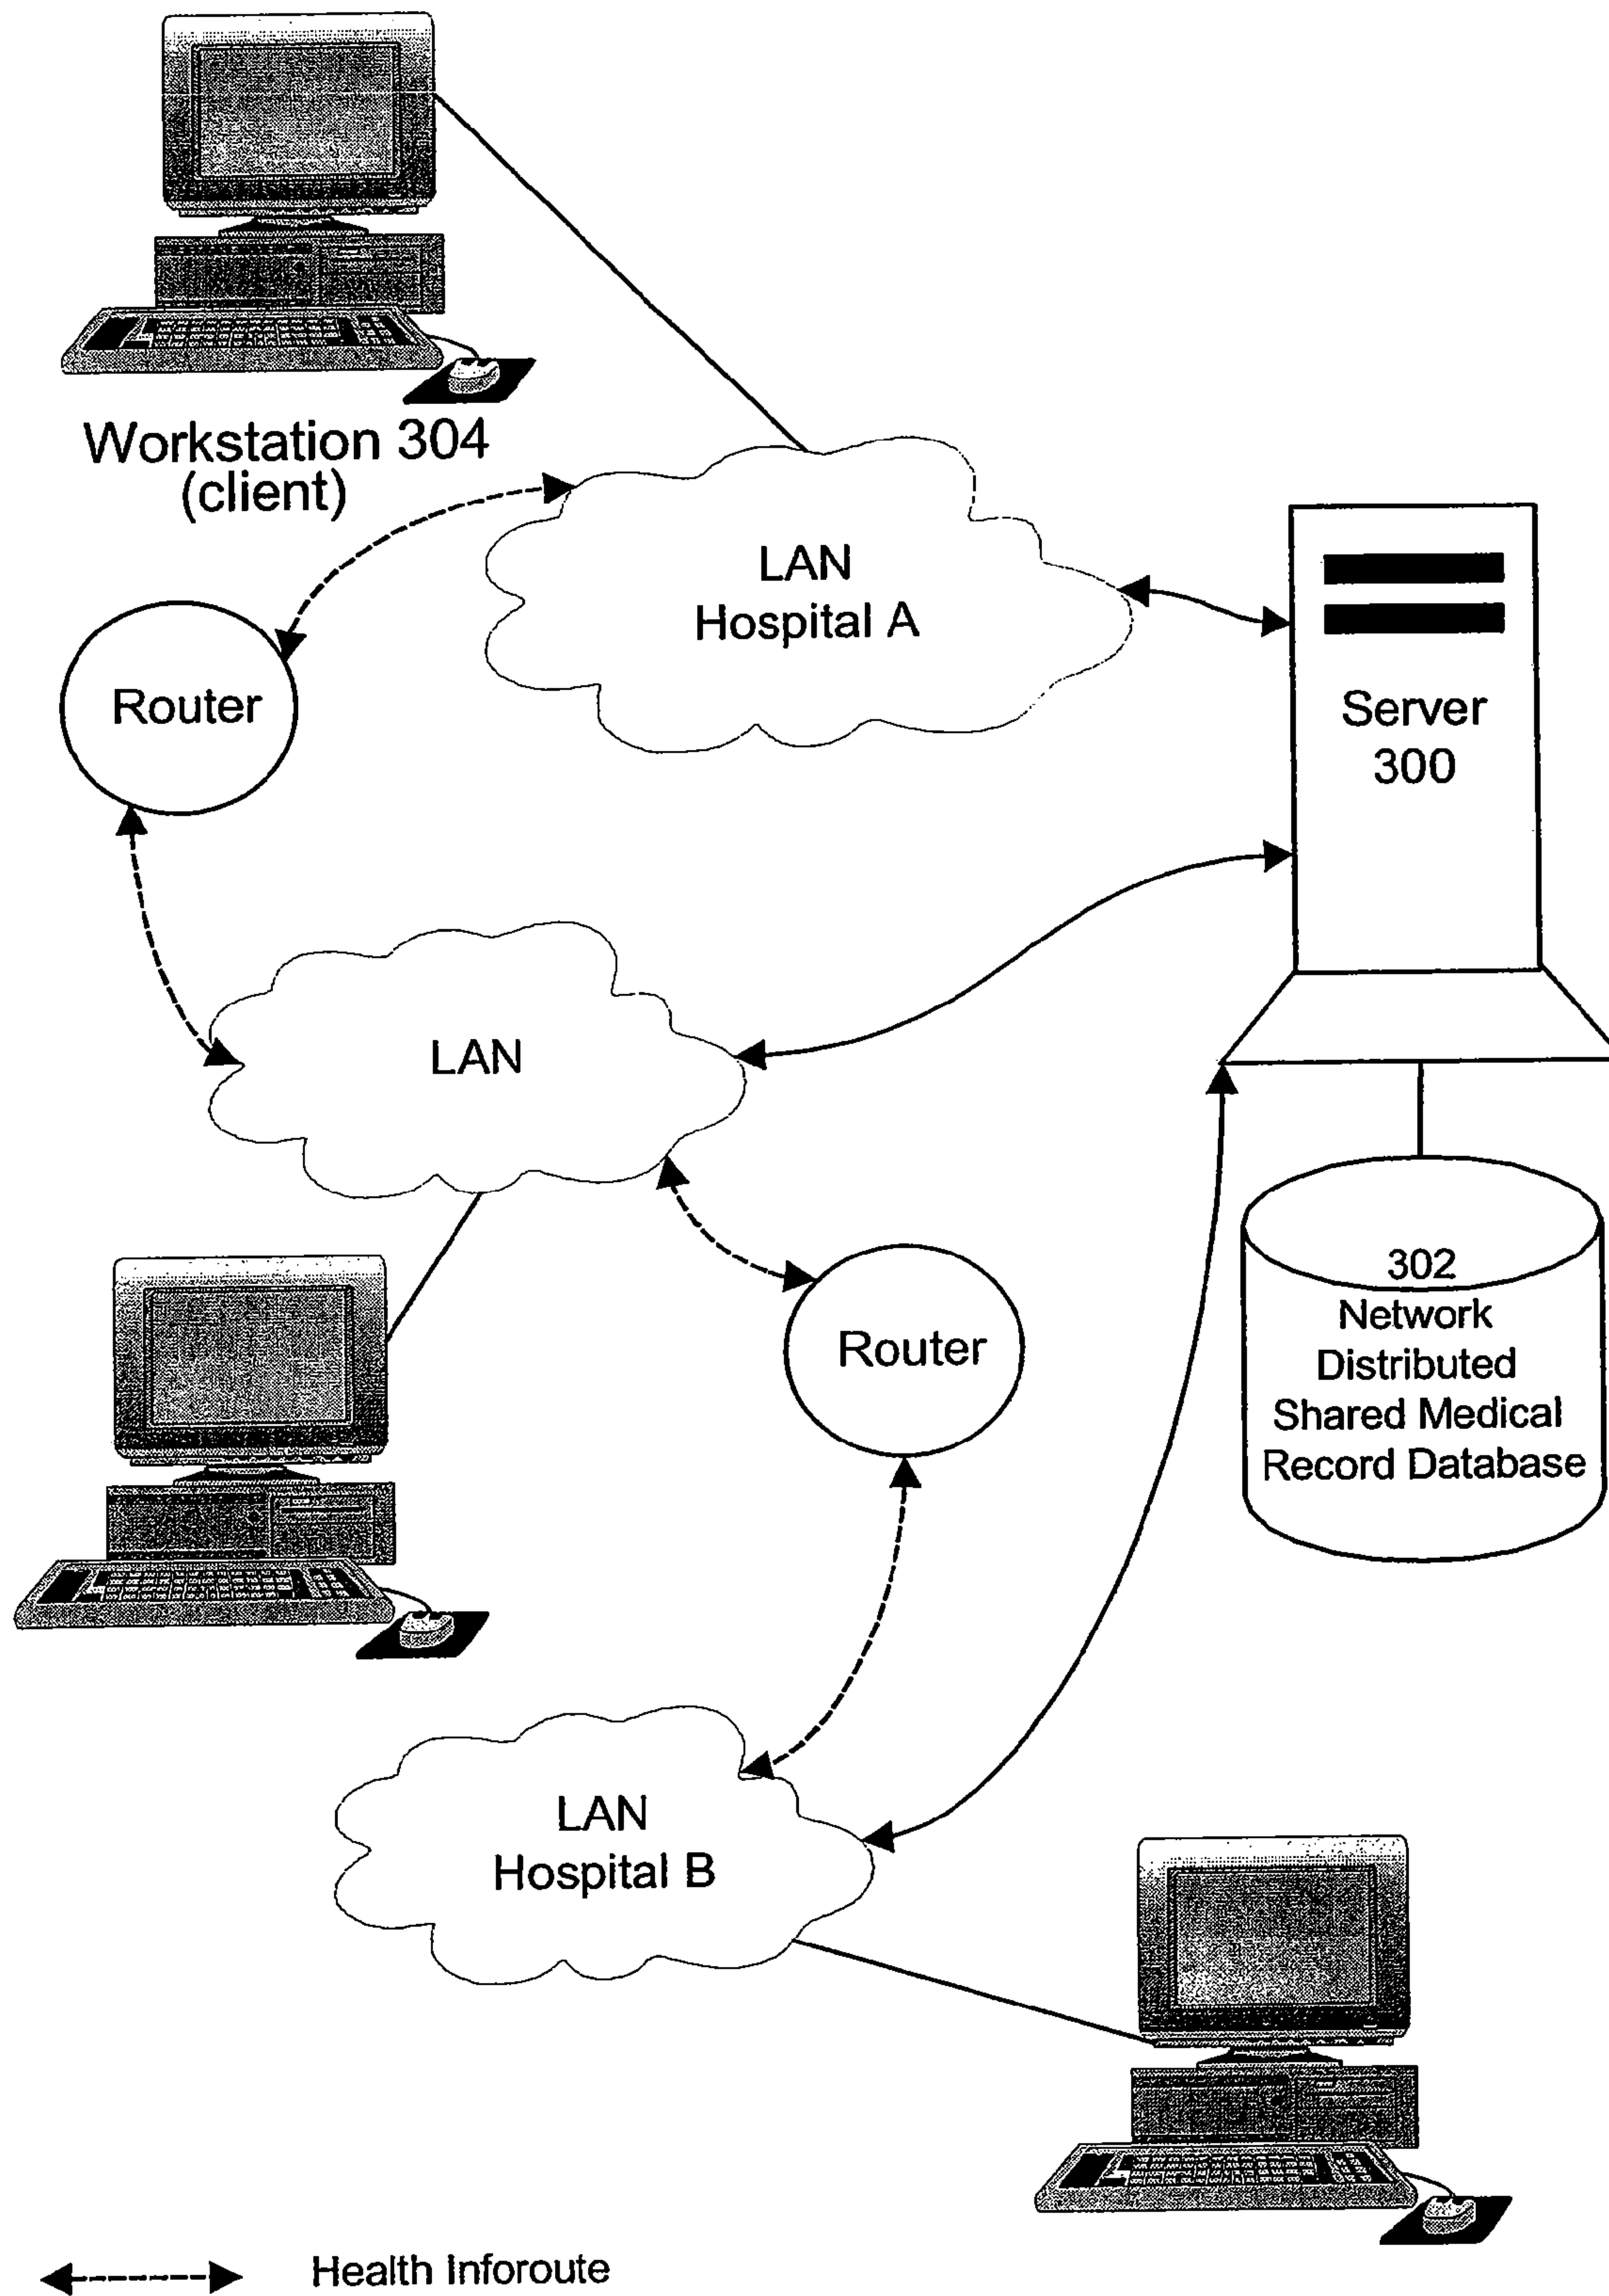 Workstation 304
(client)
LAN
Hospital A
Router
Server
300
LAN
302
Network
Distributed
Shared Medical
Record Database
Router
LAN
Hospital B
Health Inforoute